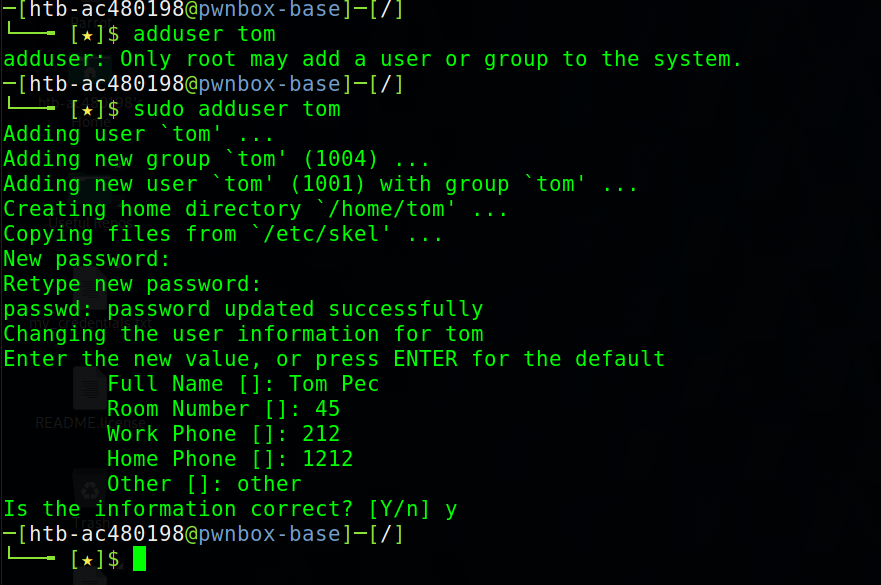 ─[htb-ac480198@pwnbox-base]─[/]
└──╼ [★]$ adduser tom
adduser: Only root may add a user or group to the system.
─[htb-ac480198@pwnbox-base]─[/]
└──╼ [★]$ sudo adduser tom
Adding user `tom' ...
Adding new group `tom' (1004) ...
Adding new user `tom' (1001) with group `tom' ...
Creating home directory `/home/tom' ...
Copying files from `/etc/skel' ...
New password:
Retype new password:
passwd: password updated successfully
Changing the user information for tom
Enter the new value, or press ENTER for the default
        Full Name []: Tom Pec
        Room Number []: 45
README.license
        Work Phone []: 212
        Home Phone []: 1212
        Other []: other
Is the information correct? [Y/n] y
Trash
─[htb-ac480198@pwnbox-base]─[/]
└──╼ [★]$